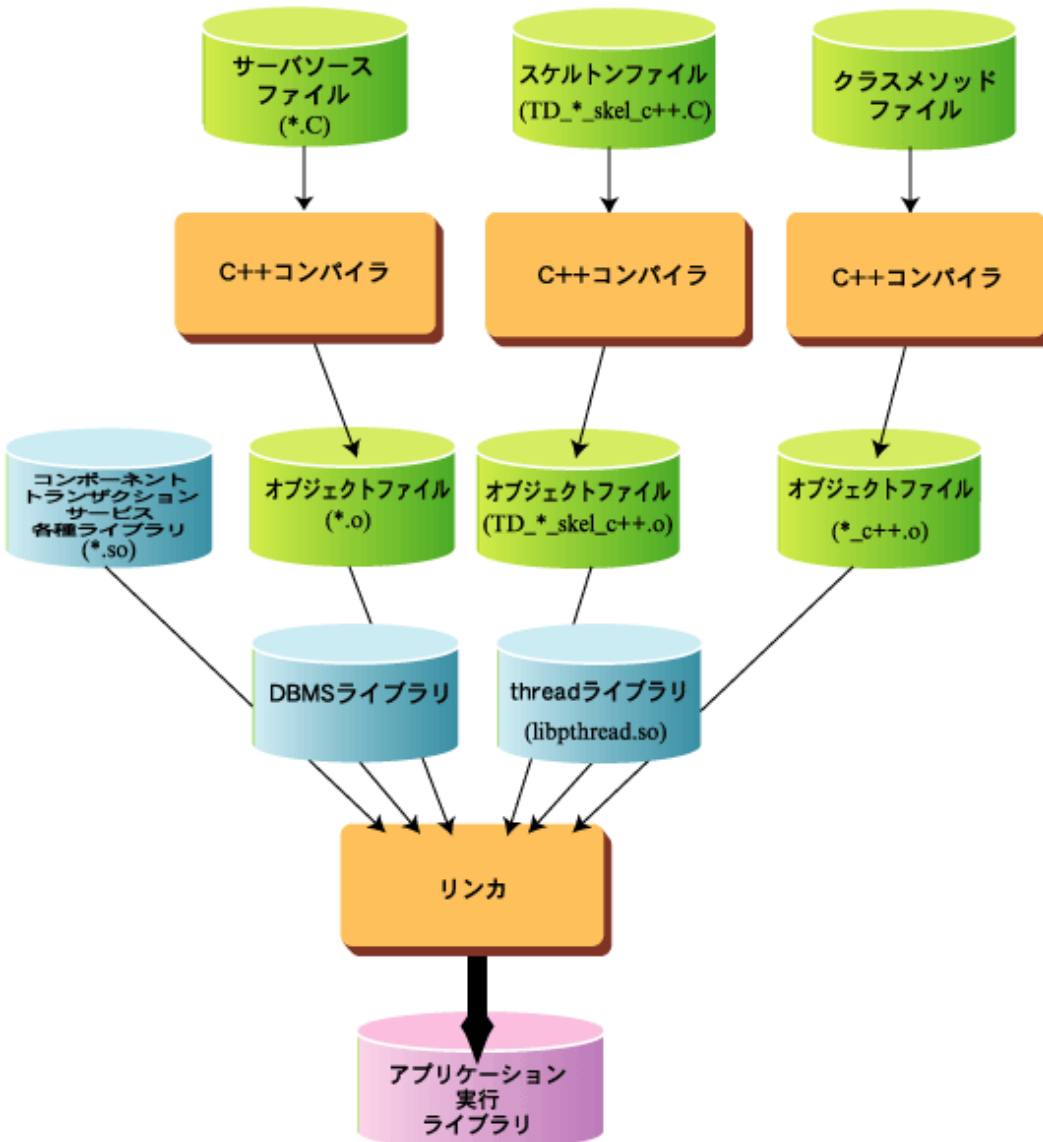 サーバソース
ファイル
(*.C)
スケルトンファイル
(TD_*_skel_c++.C)
クラスメソッド
ファイル
C++コンパイラ
C++コンパイラ
C++コンパイラ
コンポーネント
トランザクション
サービス
各種ライブラリ
(*.so)
オブジェクトファイル
(*.o)
オブジェクトファイル
(TD_*_skel_c++.o)
オブジェクトファイル
(*_c++.o)
DBMSライブラリ
threadライブラリ
(libpthread.so)
リンカ
アプリケーション
実行
ライブラリ